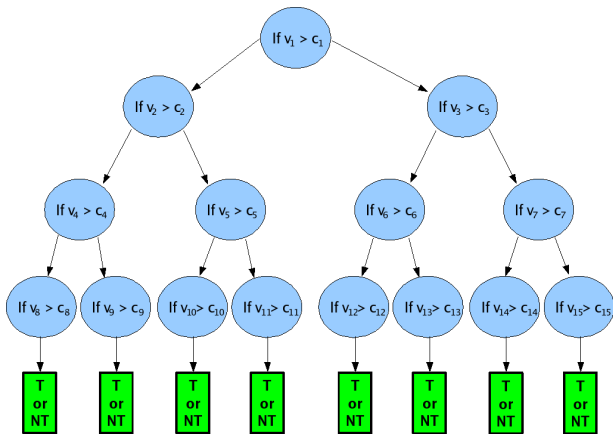 If v₁ > c₁
If v₂ > c₂
If v₃ > c₃
If v₄ > c₄
If v₅ > c₅
If v₆ > c₆
If v₇ > c₇
If v₈ > c₈
If v₉ > c₉
If v₁₀> c₁₀
If v₁₁> c₁₁
If v₁₂> c₁₂
If v₁₃> c₁₃
If v₁₄> c₁₄
If v₁₅> c₁₅
T
or
NT
T
or
NT
T
or
NT
T
or
NT
T
or
NT
T
or
NT
T
or
NT
T
or
NT